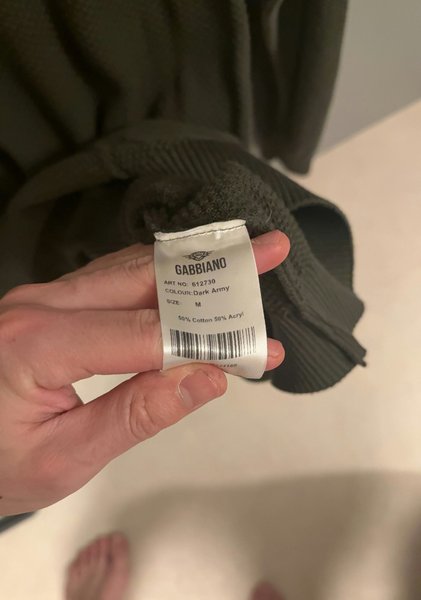 GABBIANO
ART NO: 612730
COLOUR: Dark Army
SIZE: M
50% Cotton 50% Acryl